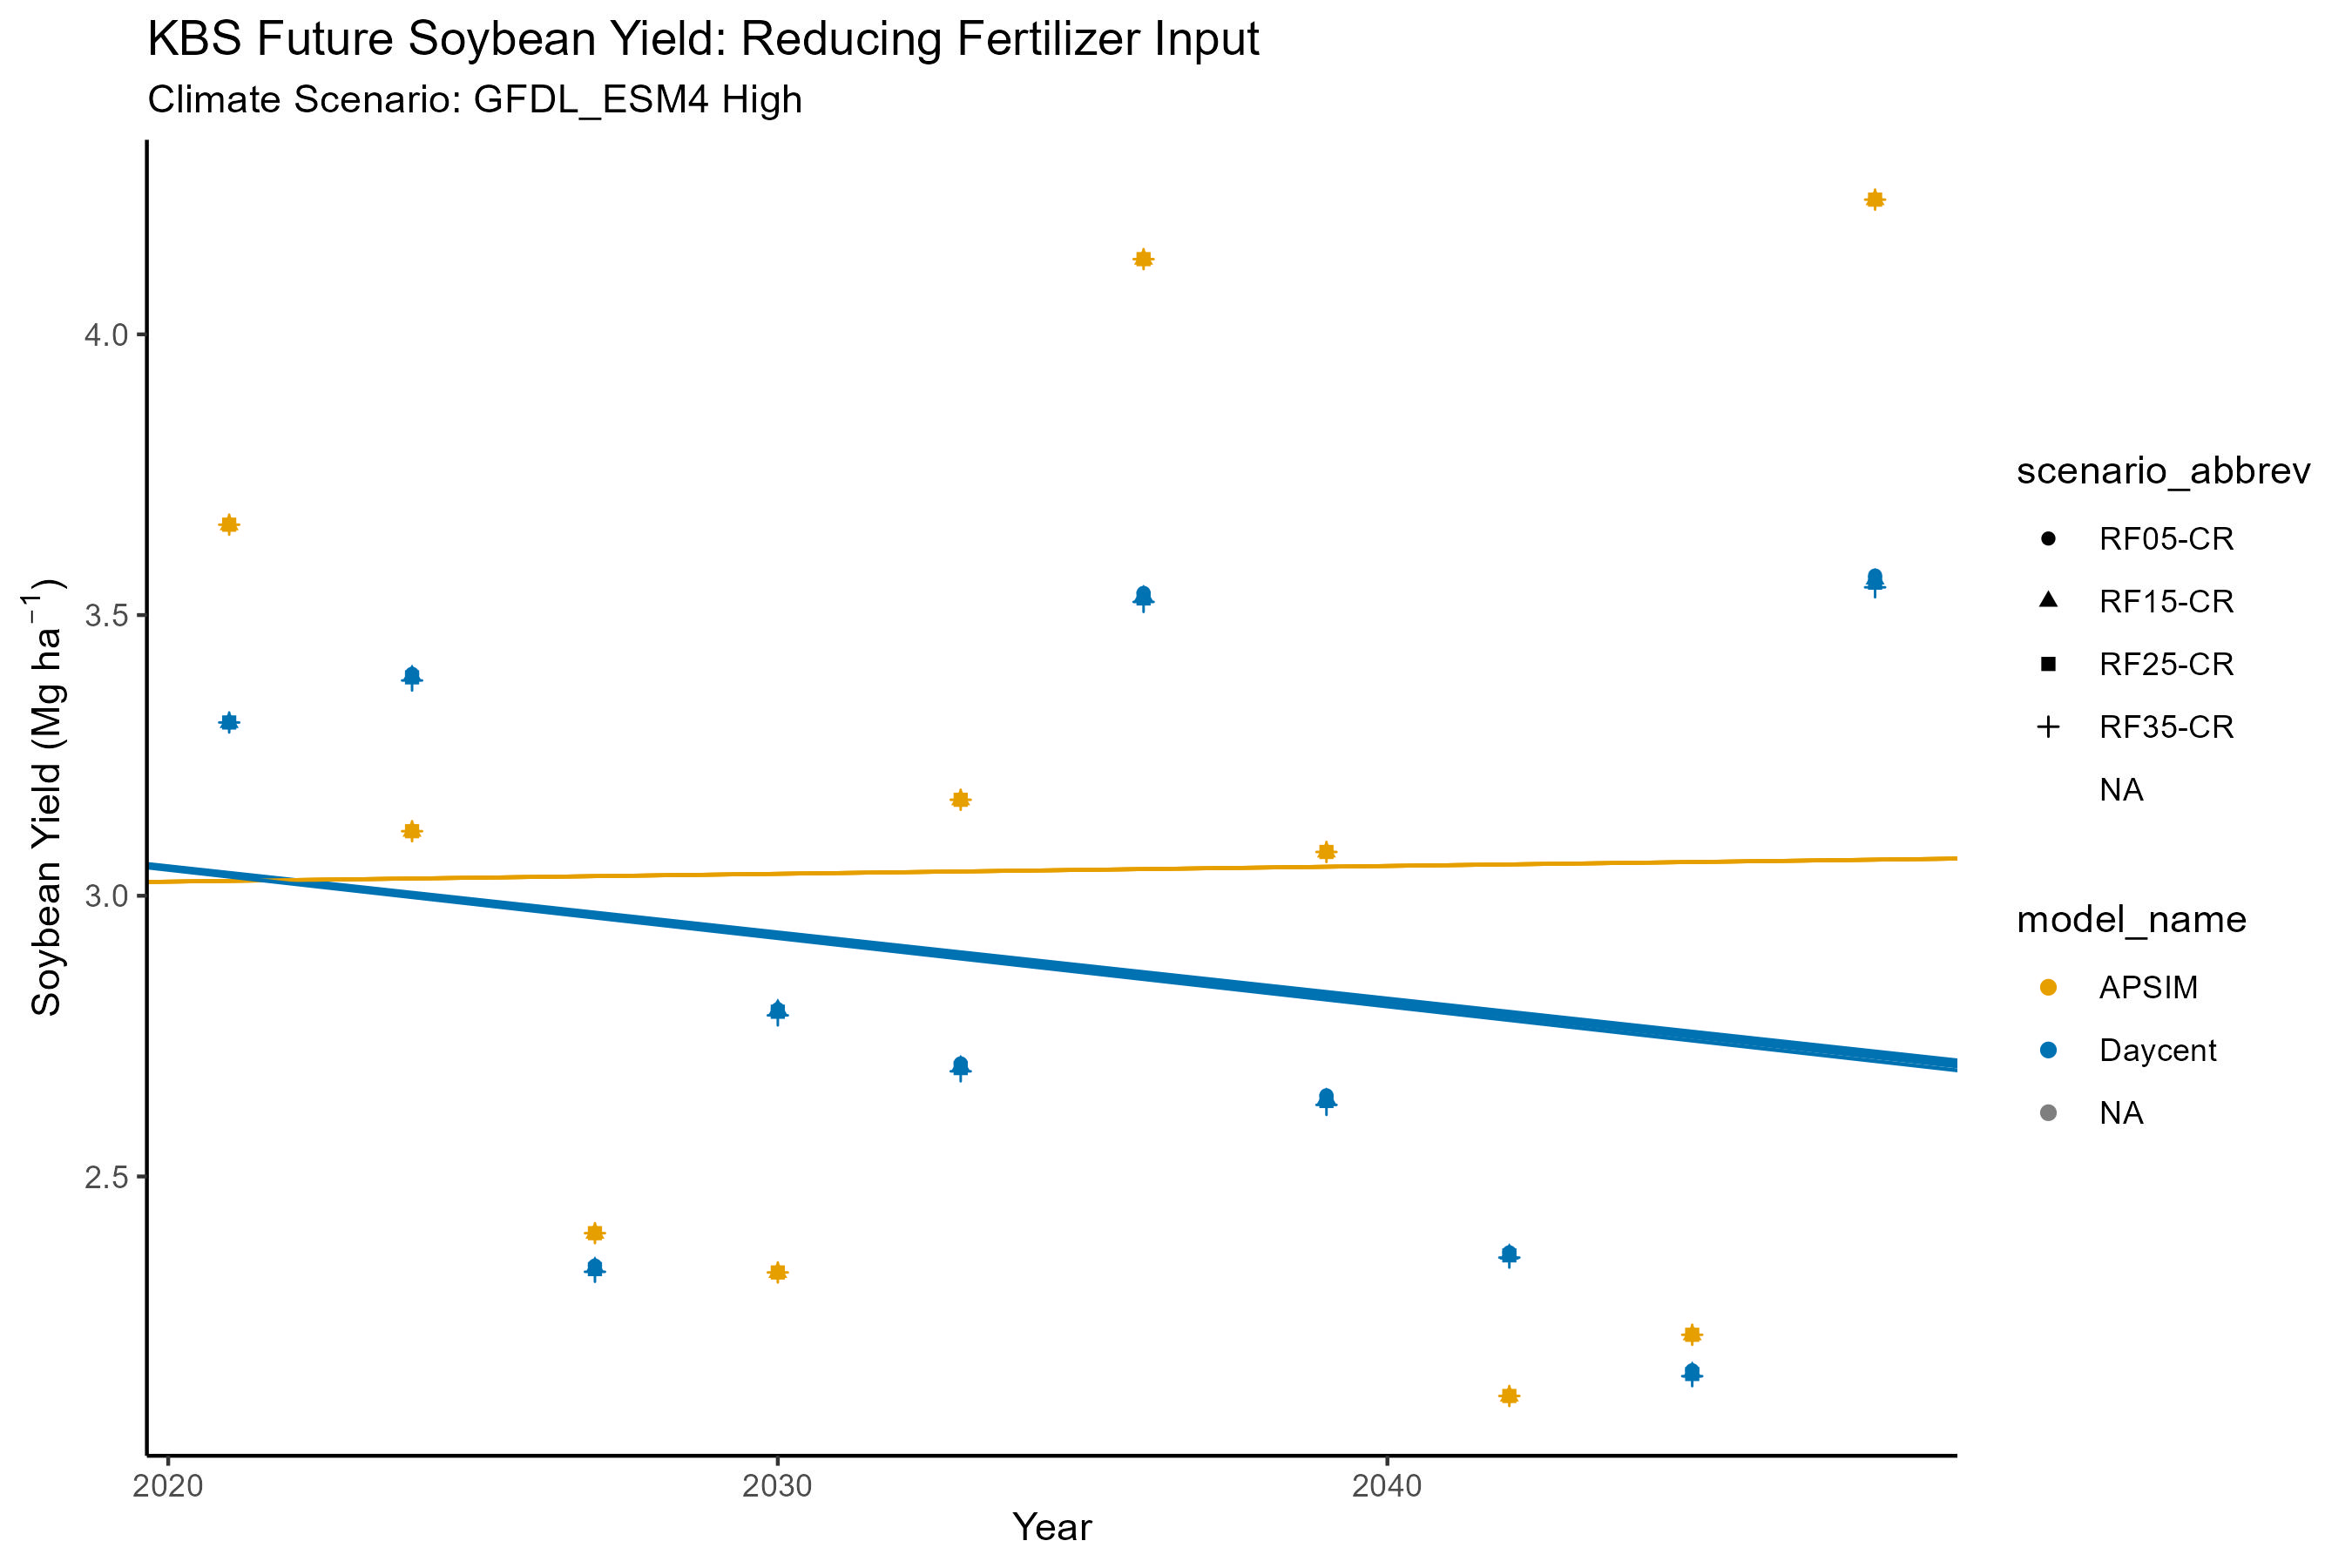 KBS Future Soybean Yield: Reducing Fertilizer Input
Climate Scenario: GFDL_ESM4 High
Soybean Yield (Mg ha⁻¹)
4.0
3.5
3.0
2.5
2020
2030
2040
Year
scenario_abbrev
RF05-CR
RF15-CR
RF25-CR
RF35-CR
NA
model_name
APSIM
Daycent
NA